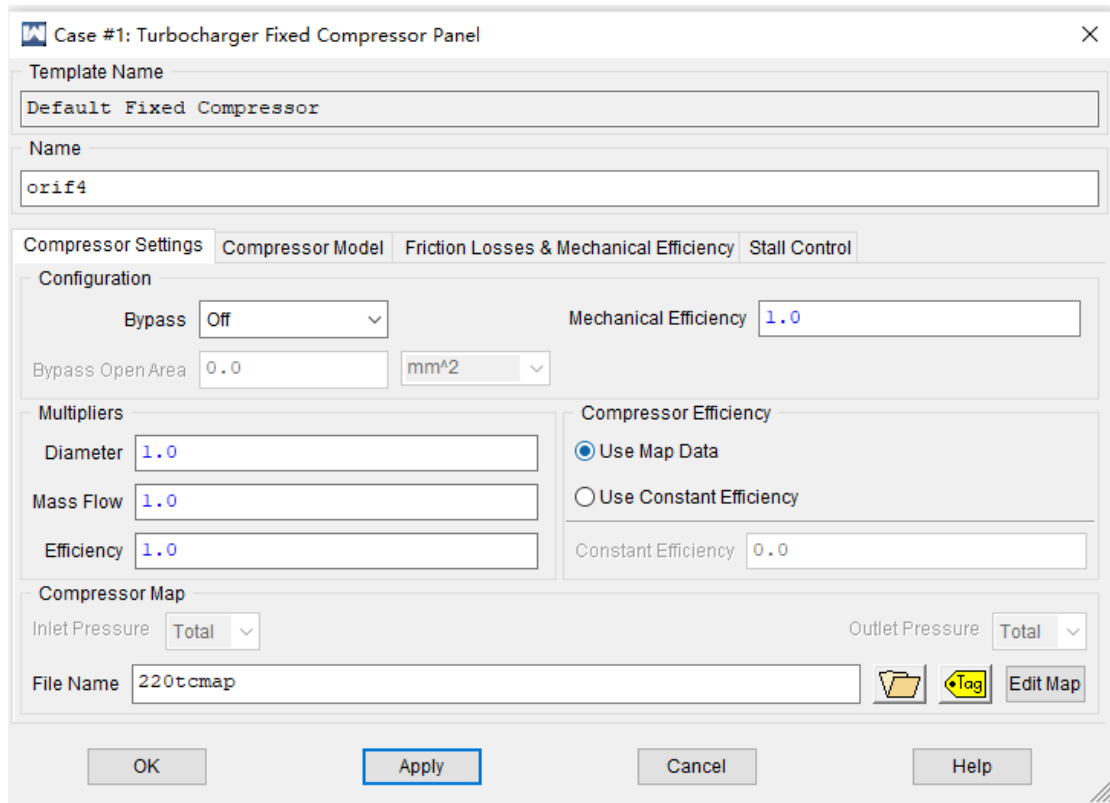 Case #1: Turbocharger Fixed Compressor Panel
Template Name
Default Fixed Compressor
Name
orif4
Compressor Settings Compressor Model Friction Losses & Mechanical Efficiency Stall Control
Configuration
Bypass Off Mechanical Efficiency 1.0
Bypass Open Area 0.0 mm^2
Multipliers Compressor Efficiency
Diameter 1.0 Use Map Data
Mass Flow 1.0 Use Constant Efficiency
Efficiency 1.0 Constant Efficiency 0.0
Compressor Map
Inlet Pressure Total Outlet Pressure Total
File Name 220tcmap Tag Edit Map
OK Apply Cancel Help